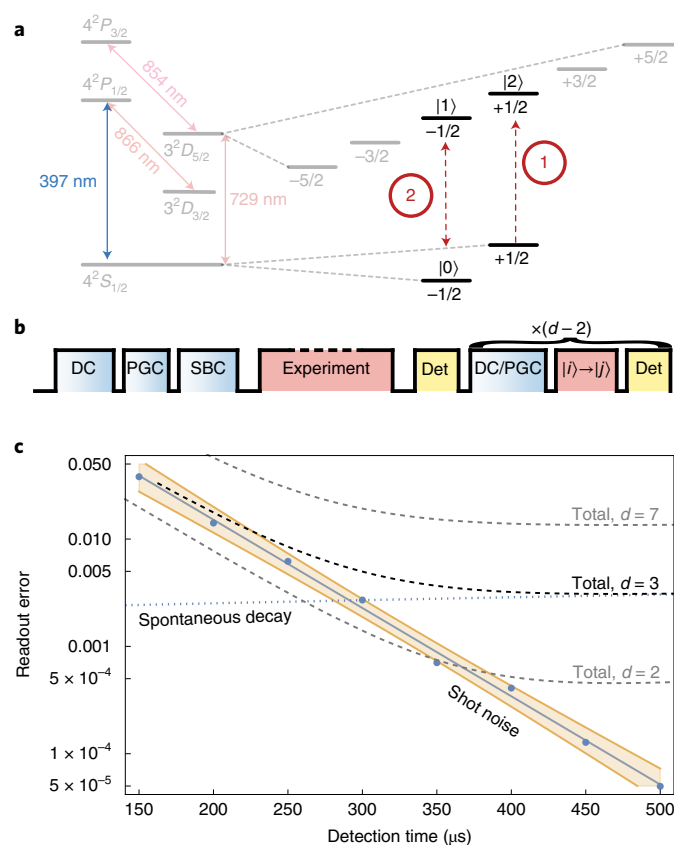 a
4²P₃/₂
4²P₁/₂
854 nm
866 nm
3²D₅/₂
3²D₃/₂
397 nm
729 nm
4²S₁/₂
+5/2
+3/2
|2⟩
+1/2
|1⟩
−1/2
−3/2
−5/2
1
2
+1/2
|0⟩
−1/2
b
×(d − 2)
DC PGC SBC Experiment Det DC/PGC |i⟩→|j⟩ Det
c
Readout error
0.050
0.010
0.005
0.001
5 × 10⁻⁴
1 × 10⁻⁴
5 × 10⁻⁵
Total, d = 7
Total, d = 3
Spontaneous decay
Total, d = 2
Shot noise
150 200 250 300 350 400 450 500
Detection time (μs)